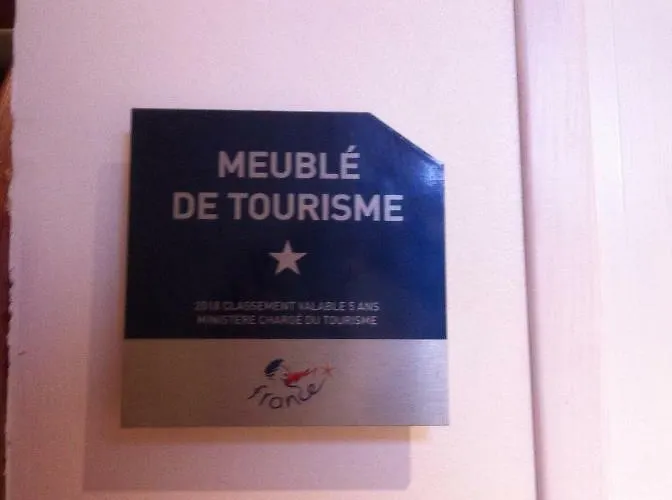 MEUBLÉ
DE TOURISME
2018 CLASSEMENT VALABLE 5 ANS
MINISTERE CHARGÉ DU TOURISME
france